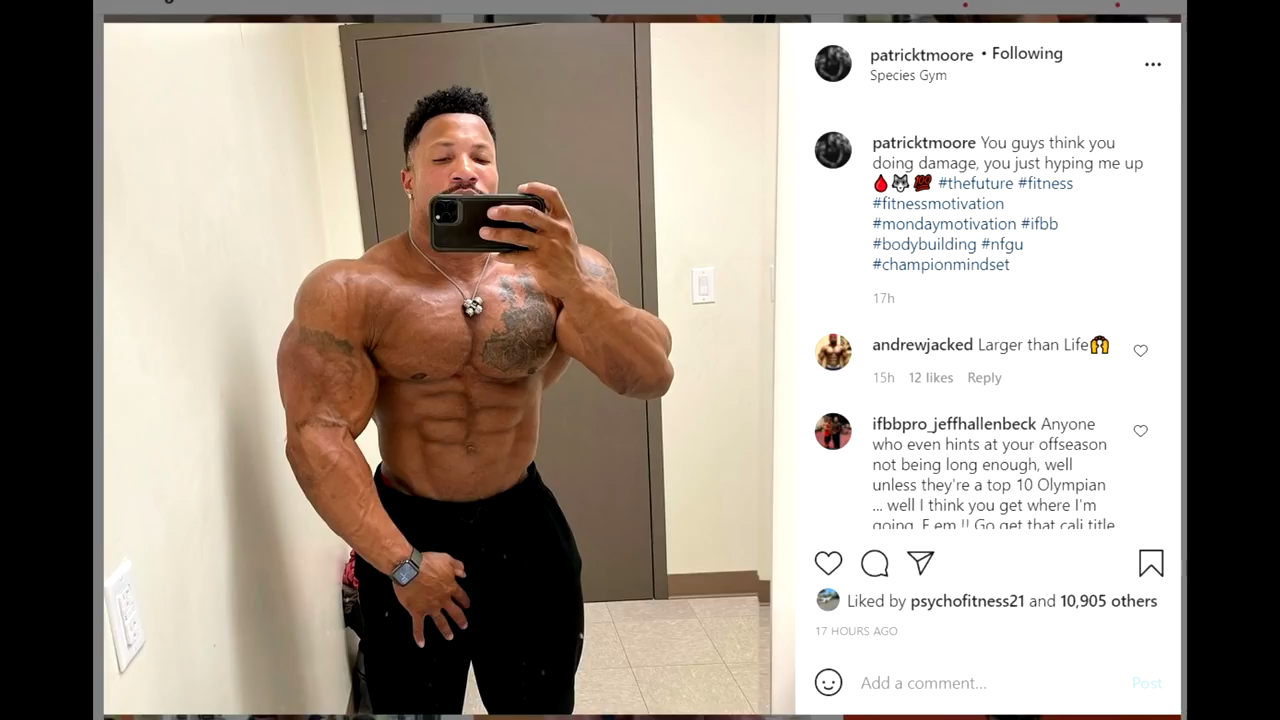 patricktmoore • Following
Species Gym
patricktmoore You guys think you
doing damage, you just hyping me up
🩸🐺💯 #thefuture #fitness
#fitnessmotivation
#mondaymotivation #ifbb
#bodybuilding #nfgu
#championmindset
17h
andrewjacked Larger than Life🙌
15h 12 likes Reply
ifbbpro_jeffhallenbeck Anyone
who even hints at your offseason
not being long enough, well
unless they're a top 10 Olympian
... well I think you get where I'm
going. F em !! Go get that cali title
Liked by psychofitness21 and 10,905 others
17 HOURS AGO
Add a comment...
Post